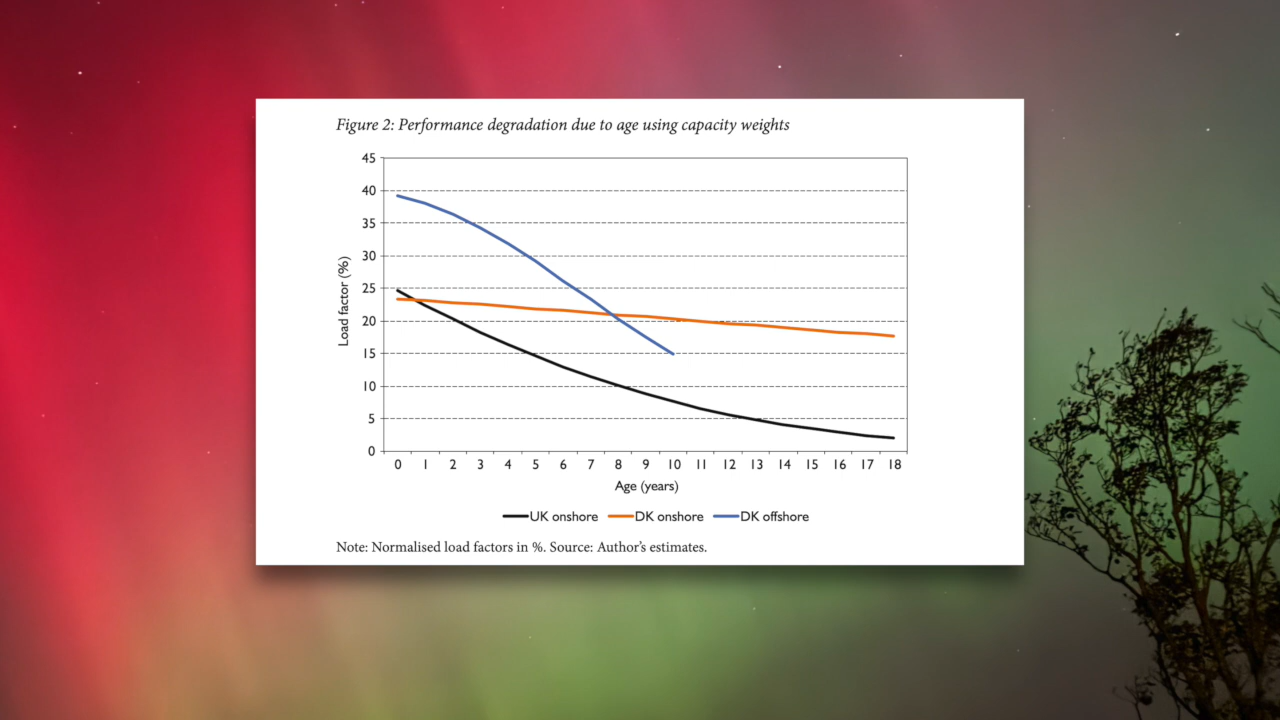 Figure 2: Performance degradation due to age using capacity weights
45
40
35
30
25
20
15
10
5
0
Load factor (%)
0 1 2 3 4 5 6 7 8 9 10 11 12 13 14 15 16 17 18
Age (years)
UK onshore DK onshore DK offshore
Note: Normalised load factors in %. Source: Author's estimates.